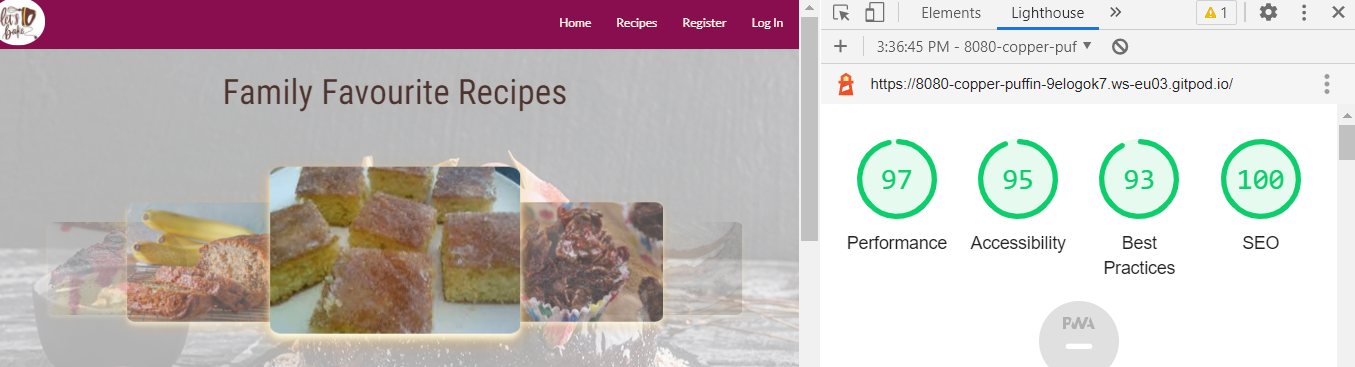 let's
bake
Home Recipes Register Log In
Family Favourite Recipes
Elements Lighthouse 1
3:36:45 PM - 8080-copper-puf
https://8080-copper-puffin-9elogok7.ws-eu03.gitpod.io/
97 95 93 100
Performance Accessibility Best Practices SEO
PWA